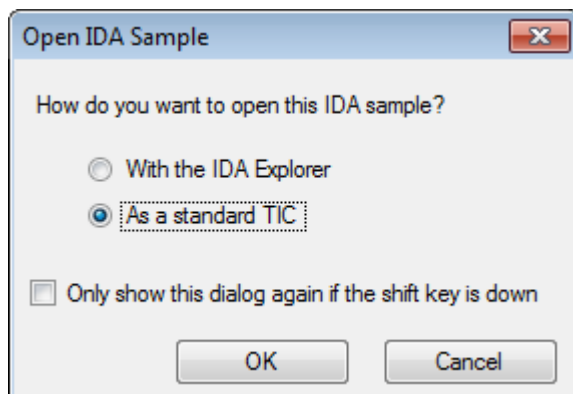 Open IDA Sample
How do you want to open this IDA sample?
With the IDA Explorer
As a standard TIC
Only show this dialog again if the shift key is down
OK
Cancel